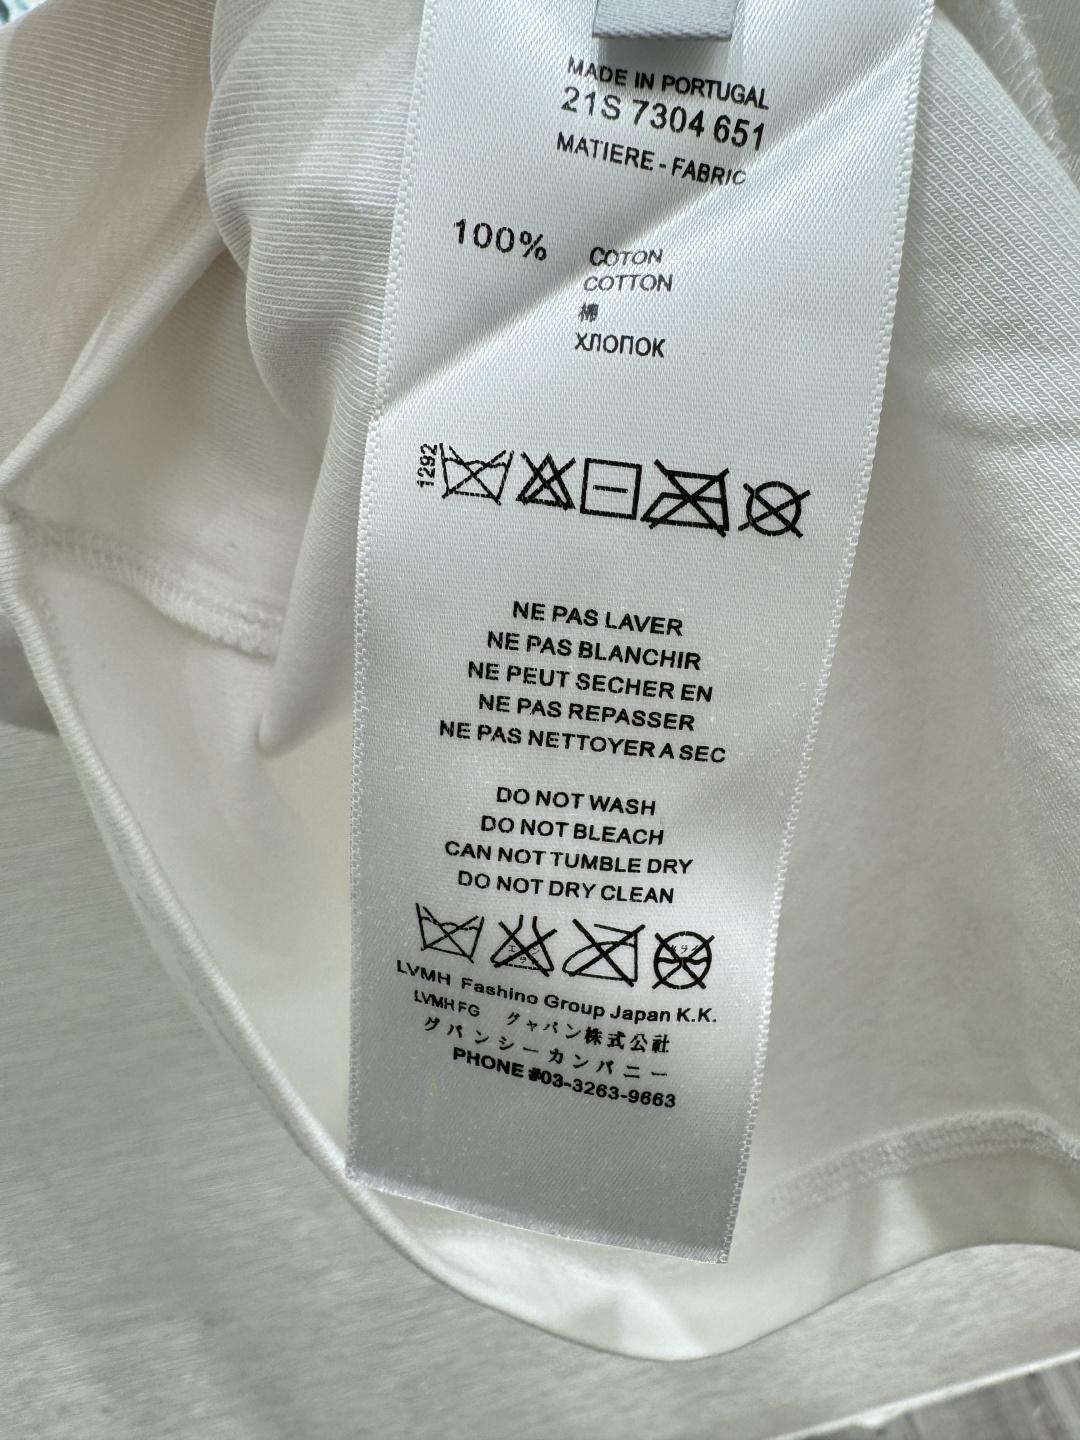 MADE IN PORTUGAL
21S 7304 651
MATIERE - FABRIC
100%
COTON
COTTON
棉
ХЛОПОК
1292
NE PAS LAVER
NE PAS BLANCHIR
NE PEUT SECHER EN
NE PAS REPASSER
NE PAS NETTOYER A SEC
DO NOT WASH
DO NOT BLEACH
CAN NOT TUMBLE DRY
DO NOT DRY CLEAN
LVMH Fashino Group Japan K.K.
LVMH FG グャパン株式公社
グパンシーカンパニー
PHONE #03-3263-9663